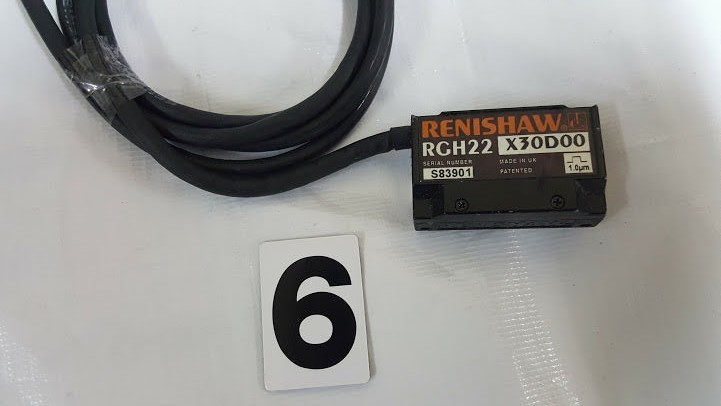 RENISHAW
RGH22 X30D00
SERIAL NUMBER MADE IN UK
S83901 PATENTED 1.0µm
6